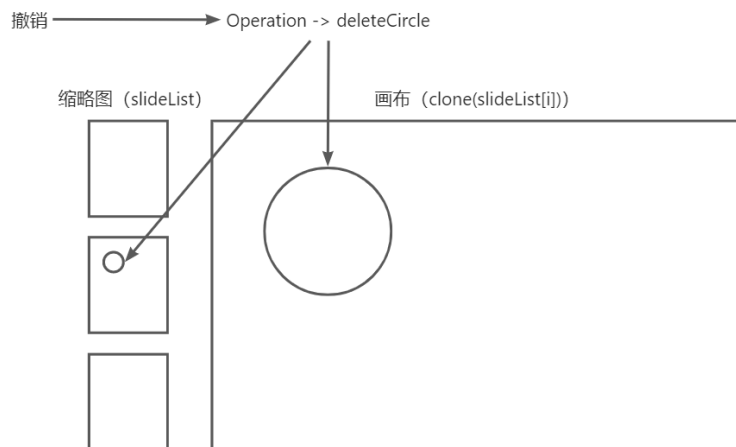 撤销 Operation -> deleteCircle
缩略图（slideList） 画布（clone(slideList[i])）